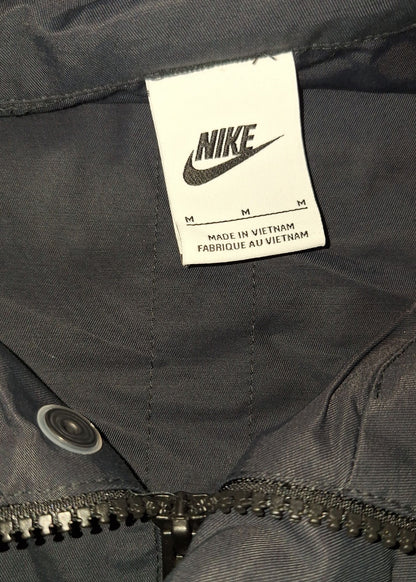 NIKE
M M M
MADE IN VIETNAM
FABRIQUE AU VIETNAM